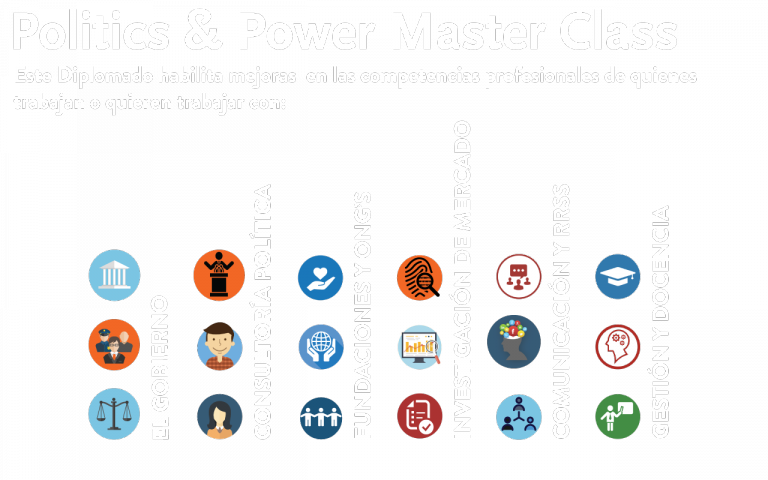 Politics & Power Master Class
Este Diplomado habilita mejoras en las competencias profesionales de quienes
trabajan o quieren trabajar con:
EL GOBIERNO
CONSULTORÍA POLÍTICA
FUNDACIONES Y ONG'S
INVESTIGACIÓN DE MERCADO
COMUNICACIÓN Y RRSS
GESTIÓN Y DOCENCIA